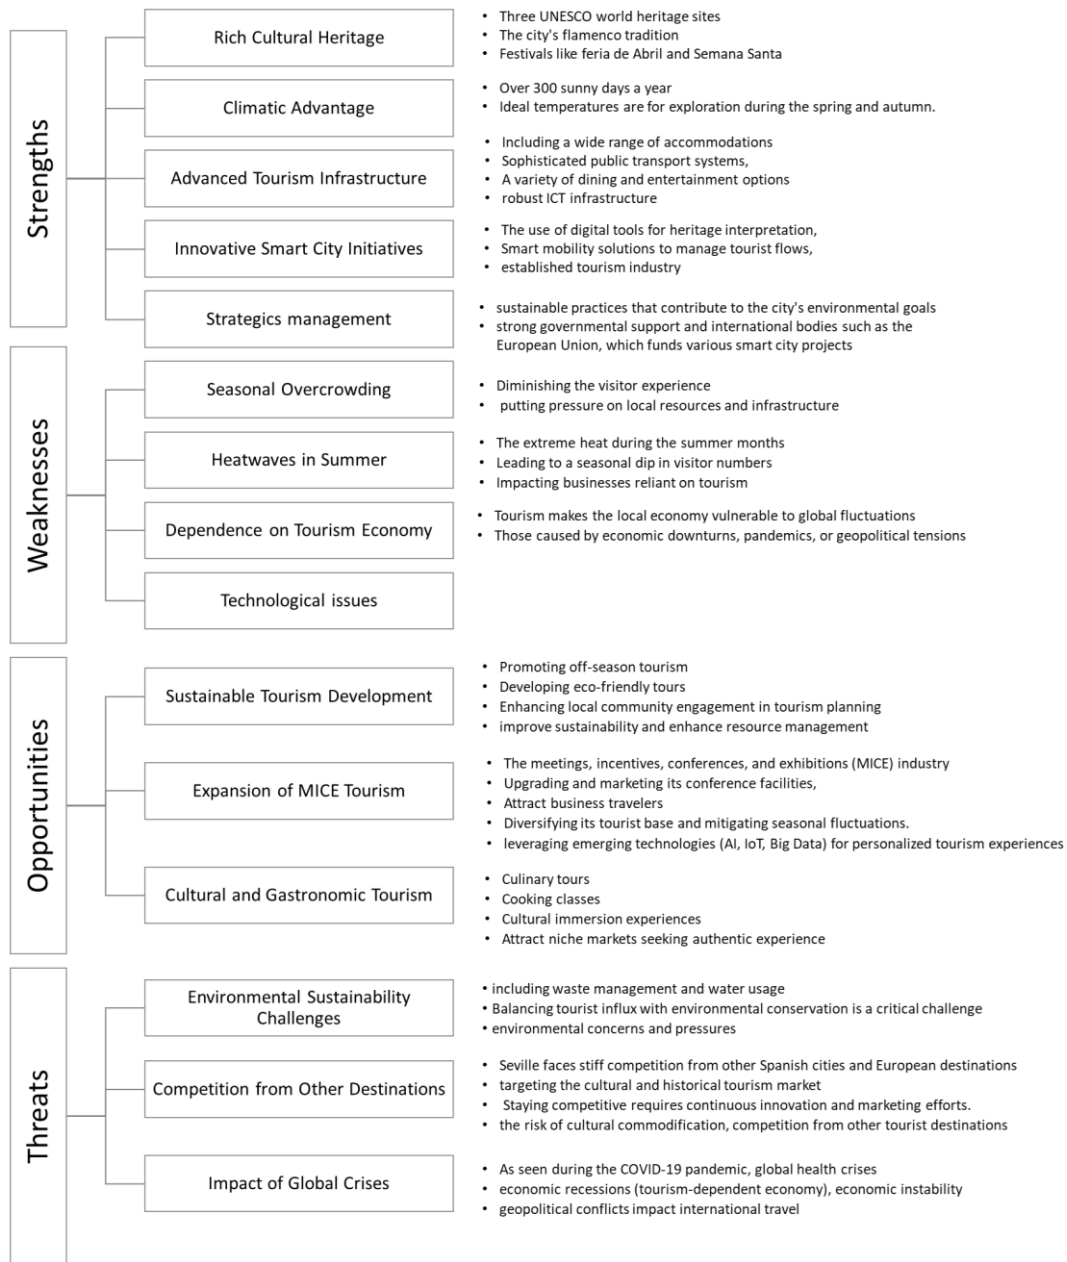 Strengths
Rich Cultural Heritage
• Three UNESCO world heritage sites
• The city's flamenco tradition
• Festivals like feria de Abril and Semana Santa
Climatic Advantage
• Over 300 sunny days a year
• Ideal temperatures are for exploration during the spring and autumn.
Advanced Tourism Infrastructure
• Including a wide range of accommodations
• Sophisticated public transport systems,
• A variety of dining and entertainment options
• robust ICT infrastructure
Innovative Smart City Initiatives
• The use of digital tools for heritage interpretation,
• Smart mobility solutions to manage tourist flows,
• established tourism industry
Strategics management
• sustainable practices that contribute to the city's environmental goals
• strong governmental support and international bodies such as the
European Union, which funds various smart city projects
Weaknesses
Seasonal Overcrowding
• Diminishing the visitor experience
• putting pressure on local resources and infrastructure
Heatwaves in Summer
• The extreme heat during the summer months
• Leading to a seasonal dip in visitor numbers
• Impacting businesses reliant on tourism
Dependence on Tourism Economy
• Tourism makes the local economy vulnerable to global fluctuations
• Those caused by economic downturns, pandemics, or geopolitical tensions
Technological issues
Opportunities
Sustainable Tourism Development
• Promoting off-season tourism
• Developing eco-friendly tours
• Enhancing local community engagement in tourism planning
• improve sustainability and enhance resource management
Expansion of MICE Tourism
• The meetings, incentives, conferences, and exhibitions (MICE) industry
• Upgrading and marketing its conference facilities,
• Attract business travelers
• Diversifying its tourist base and mitigating seasonal fluctuations.
• leveraging emerging technologies (AI, IoT, Big Data) for personalized tourism experiences
Cultural and Gastronomic Tourism
• Culinary tours
• Cooking classes
• Cultural immersion experiences
• Attract niche markets seeking authentic experience
Threats
Environmental Sustainability
Challenges
• including waste management and water usage
• Balancing tourist influx with environmental conservation is a critical challenge
• environmental concerns and pressures
Competition from Other Destinations
• Seville faces stiff competition from other Spanish cities and European destinations
• targeting the cultural and historical tourism market
• Staying competitive requires continuous innovation and marketing efforts.
• the risk of cultural commodification, competition from other tourist destinations
Impact of Global Crises
• As seen during the COVID-19 pandemic, global health crises
• economic recessions (tourism-dependent economy), economic instability
• geopolitical conflicts impact international travel